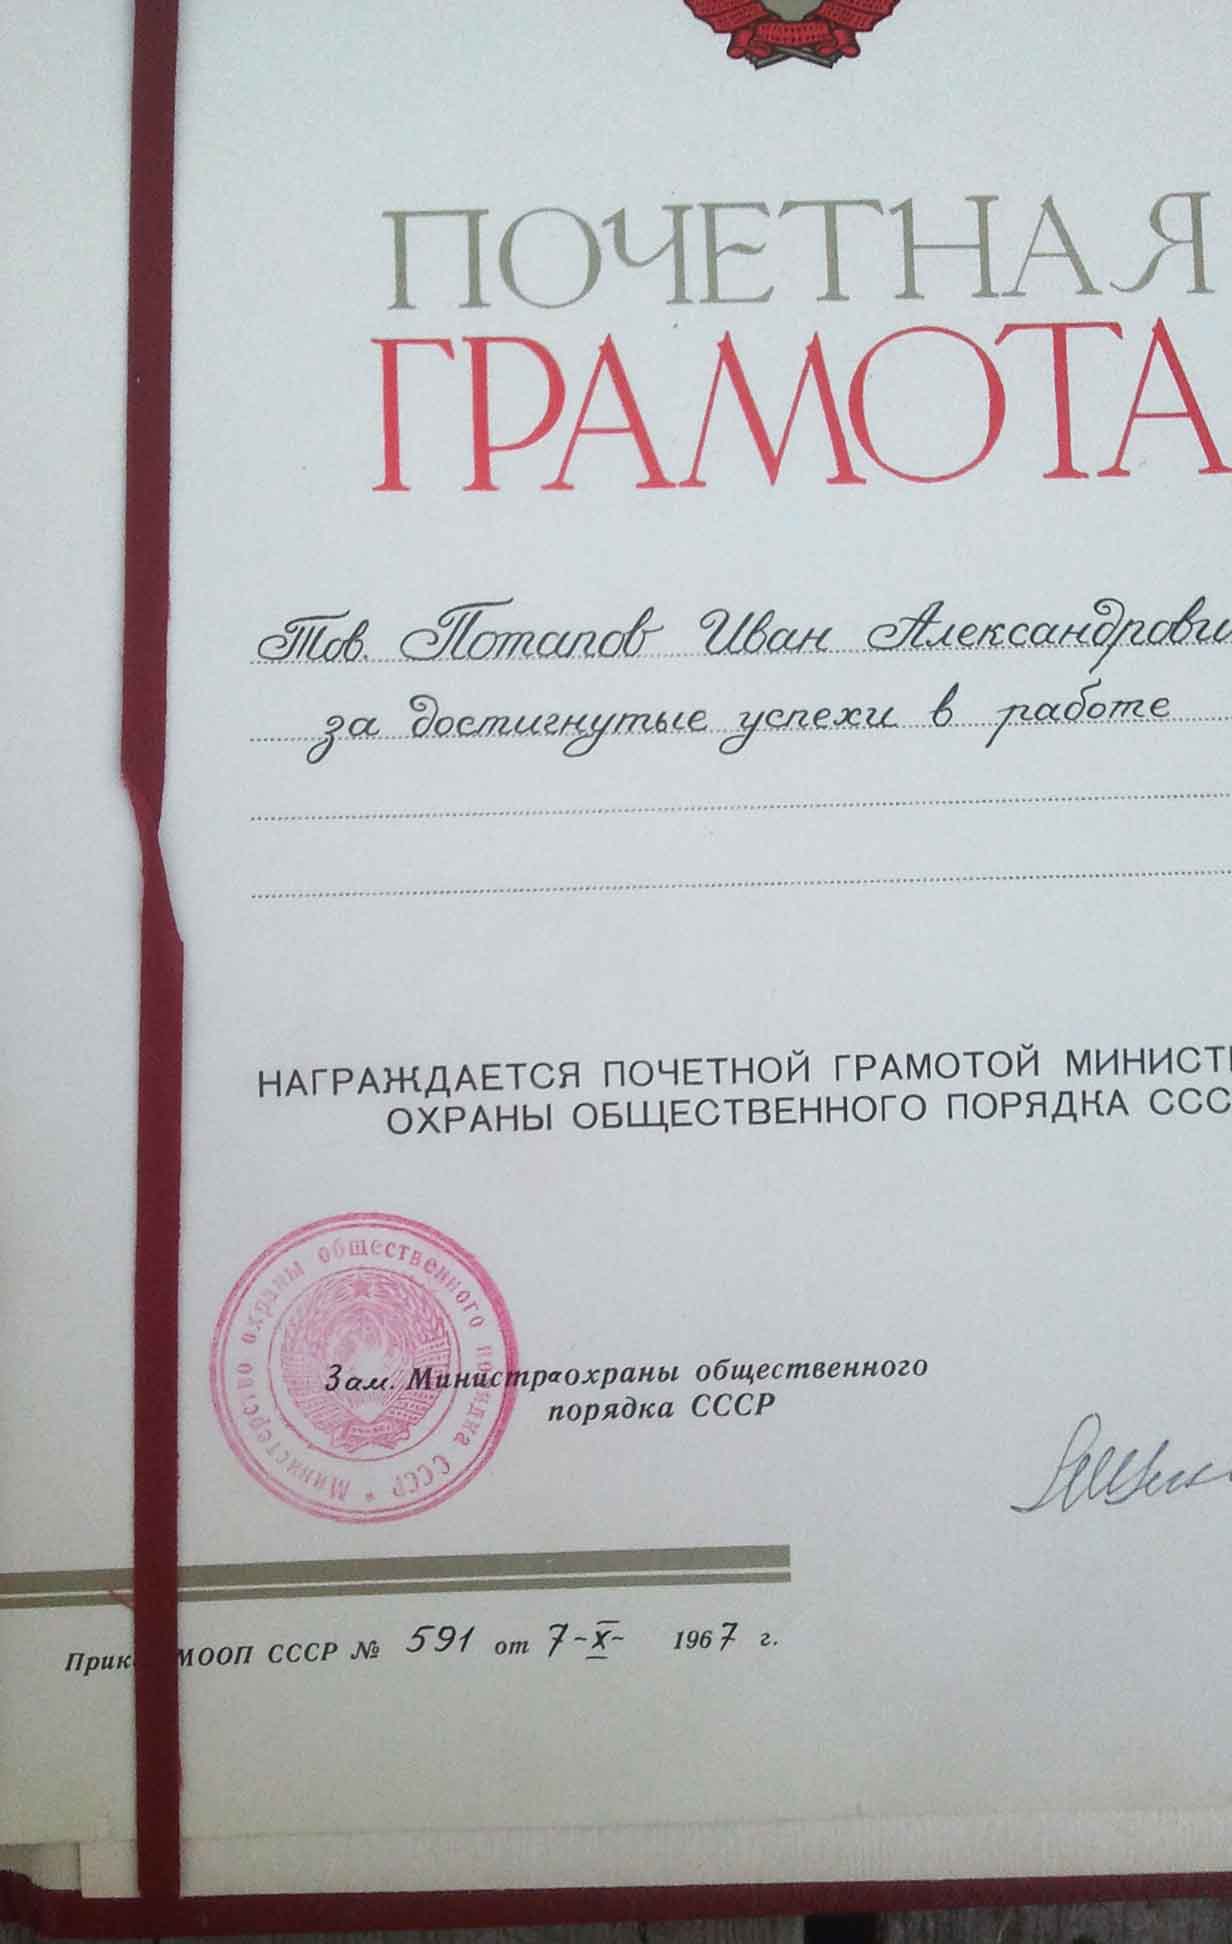 ПОЧЕТНАЯ
ГРАМОТА
Тов. Потапов Иван Александрови
за достигнутые успехи в работе
НАГРАЖДАЕТСЯ ПОЧЕТНОЙ ГРАМОТОЙ МИНИСТ
ОХРАНЫ ОБЩЕСТВЕННОГО ПОРЯДКА ССС
Министерство охраны общественного порядка СССР *
Зам. Министра охраны общественного
порядка СССР
Прик МООП СССР № 591 от 7-X- 1967 г.